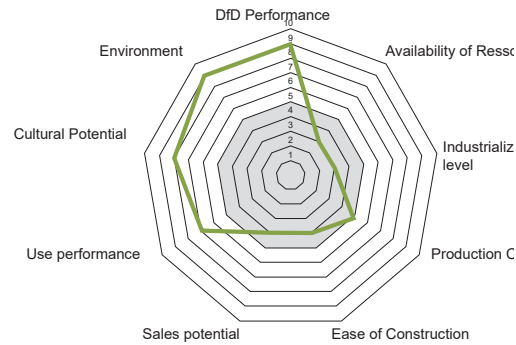 DfD Performance
10
9
8
7
6
5
4
3
2
1
Environment
Availability of Resso
Cultural Potential
Industrializ
level
Use performance
Production C
Sales potential
Ease of Construction